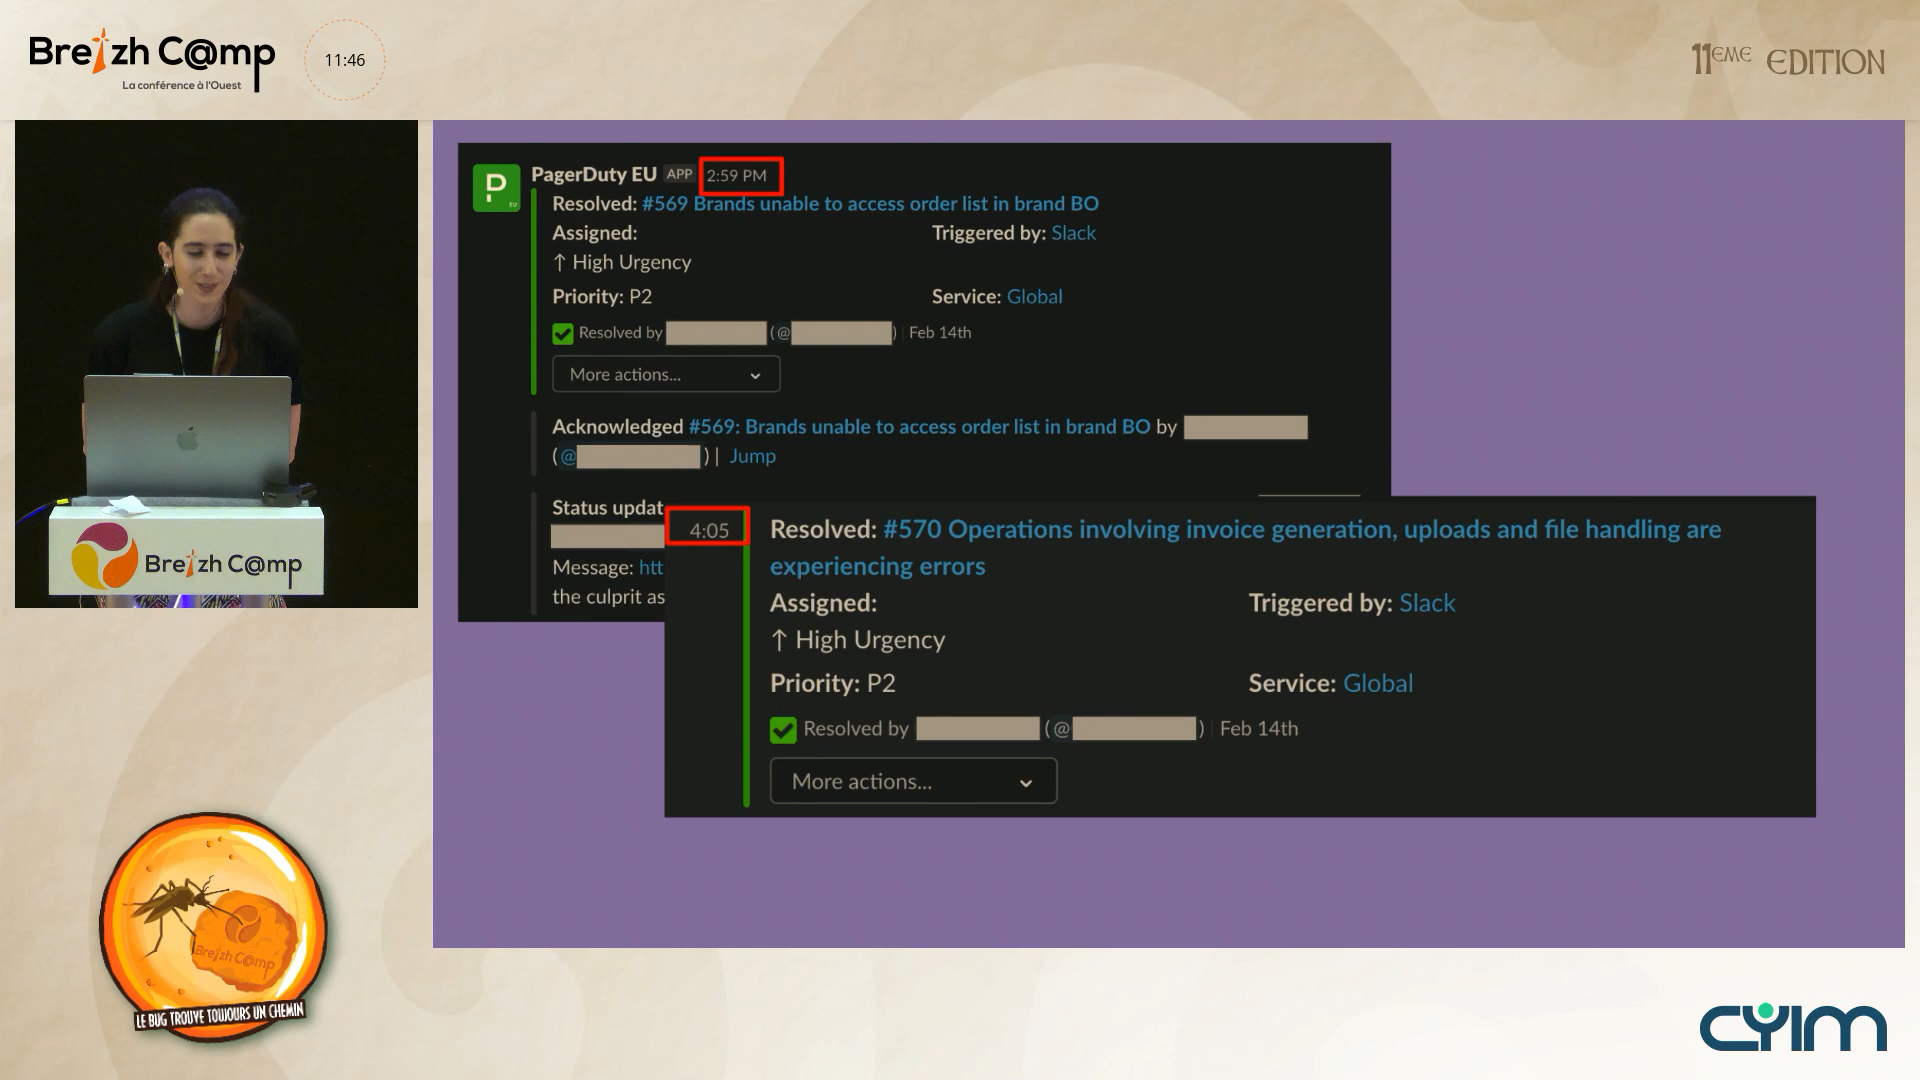 Breizh C@mp
La conférence à l'Ouest
11:46
11EME EDITION
PagerDuty EU APP 2:59 PM
Resolved: #569 Brands unable to access order list in brand BO
Assigned:
Triggered by: Slack
↑ High Urgency
Priority: P2
Service: Global
Resolved by (@ ) | Feb 14th
More actions...
Acknowledged #569: Brands unable to access order list in brand BO by
(@ ) | Jump
Status updat
Message: htt
the culprit as
4:05
Resolved: #570 Operations involving invoice generation, uploads and file handling are
experiencing errors
Assigned:
Triggered by: Slack
↑ High Urgency
Priority: P2
Service: Global
Resolved by (@ ) | Feb 14th
More actions...
Breizh C@mp
Breizh C@mp
LE BUG TROUVE TOUJOURS UN CHEMIN
CYIM